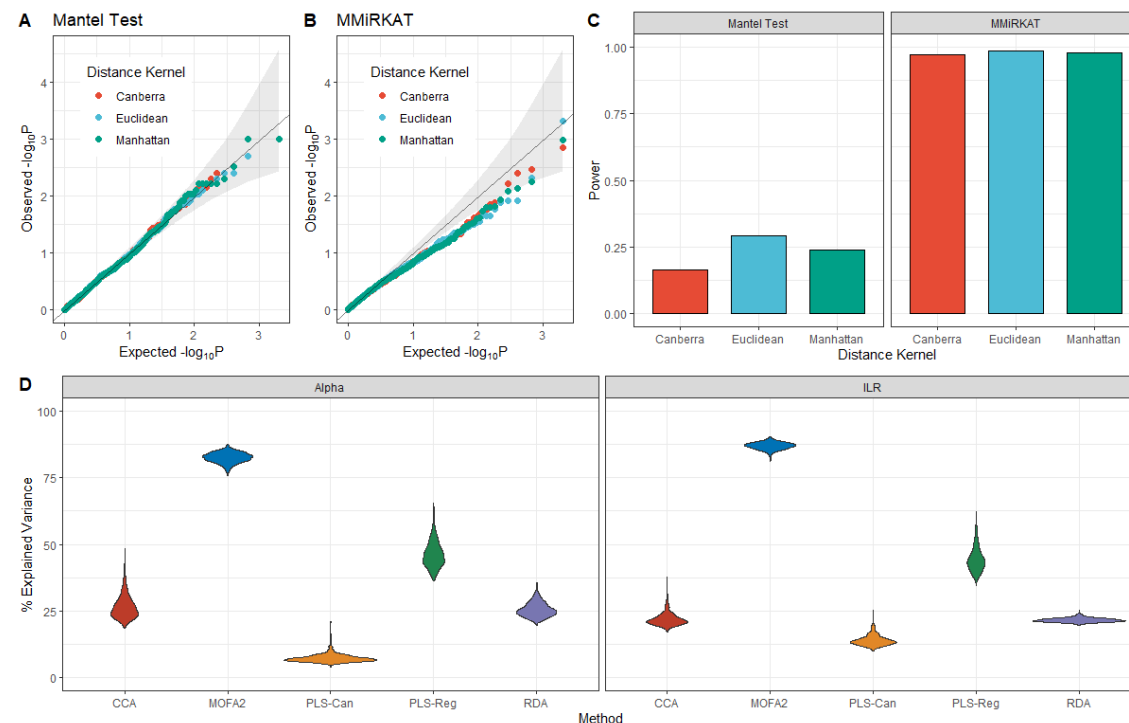 A Mantel Test
Distance Kernel
Canberra
Euclidean
Manhattan
4
3
2
1
0
0 1 2 3
Observed -log10P
Expected -log10P
B MMiRKAT
Distance Kernel
Canberra
Euclidean
Manhattan
4
3
2
1
0
0 1 2 3
Observed -log10P
Expected -log10P
C
Mantel Test MMiRKAT
1.00
0.75
0.50
0.25
0.00
Power
Canberra Euclidean Manhattan Canberra Euclidean Manhattan
Distance Kernel
D
Alpha ILR
100
75
50
25
0
% Explained Variance
CCA MOFA2 PLS-Can PLS-Reg RDA CCA MOFA2 PLS-Can PLS-Reg RDA
Method